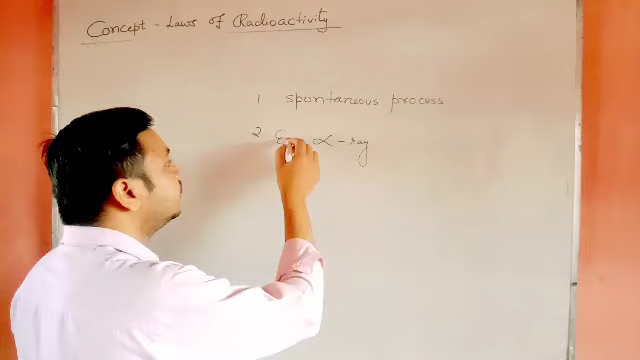 Concept - Laws of Radioactivity
1 spontaneous process
2 α - ray